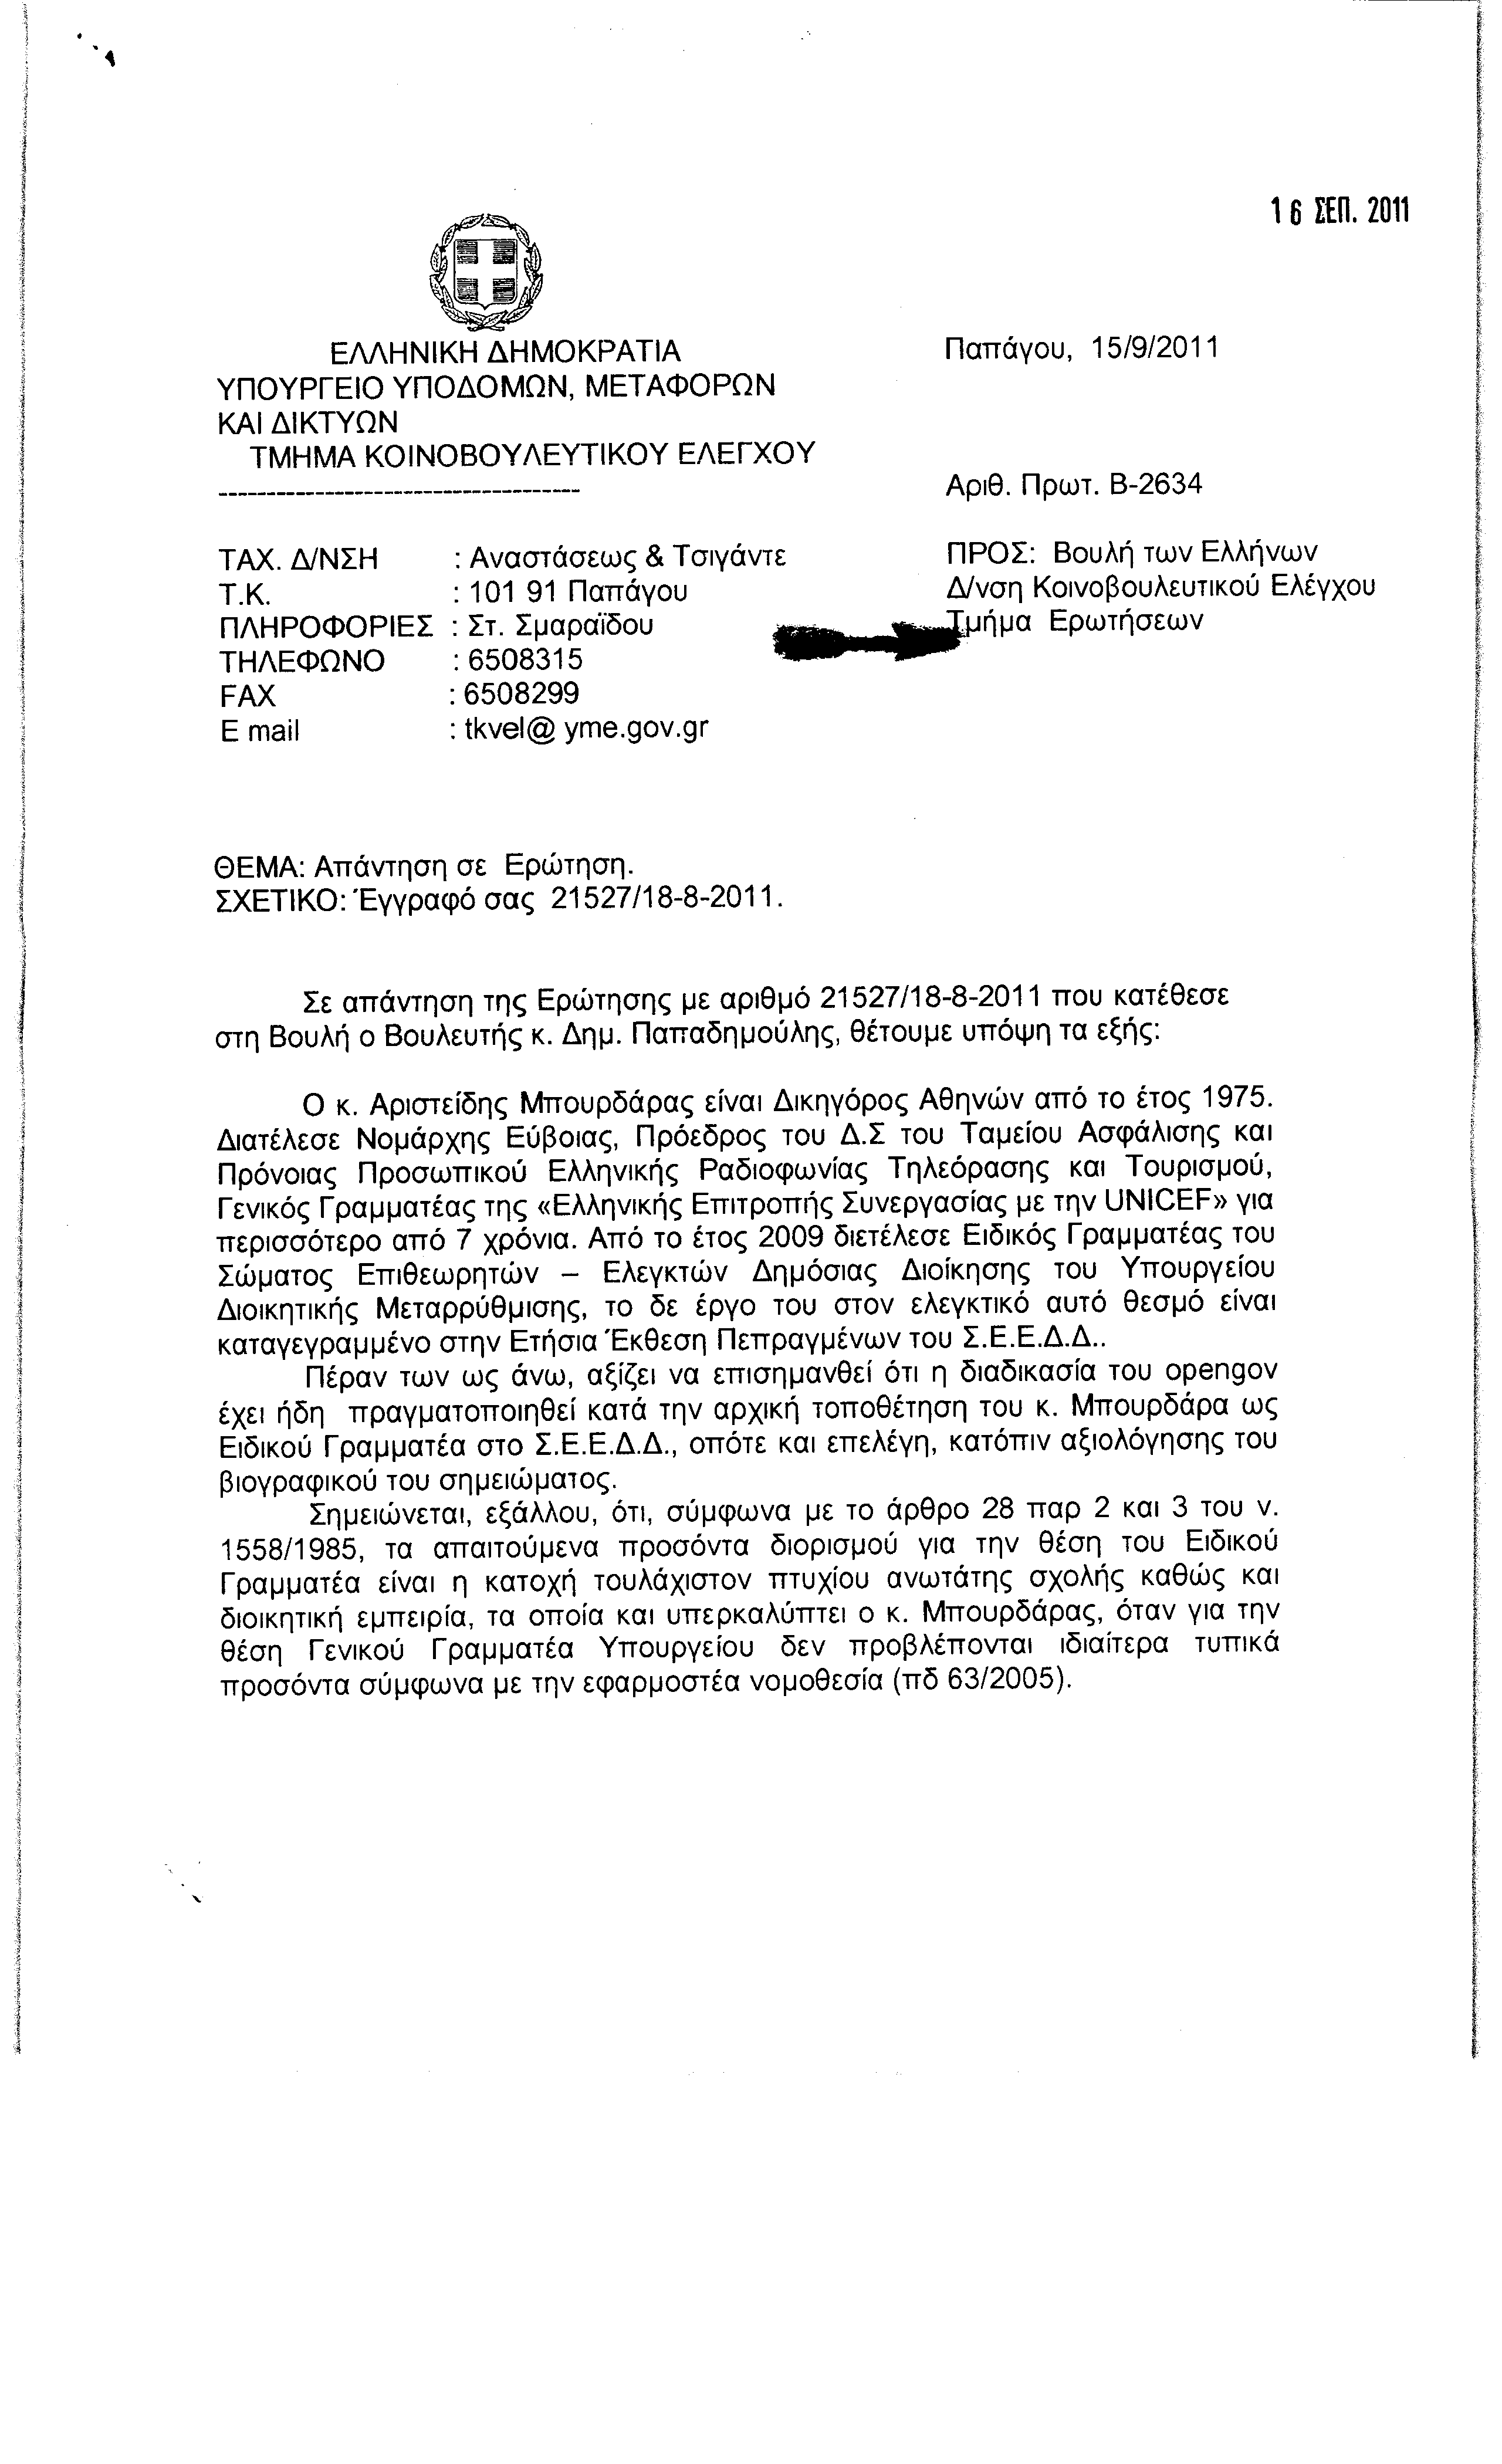 16 ΣΕΠ. 2011
ΕΛΛΗΝΙΚΗ ΔΗΜΟΚΡΑΤΙΑ
ΥΠΟΥΡΓΕΙΟ ΥΠΟΔΟΜΩΝ, ΜΕΤΑΦΟΡΩΝ
ΚΑΙ ΔΙΚΤΥΩΝ
ΤΜΗΜΑ ΚΟΙΝΟΒΟΥΛΕΥΤΙΚΟΥ ΕΛΕΓΧΟΥ
-------------------------------------
Παπάγου, 15/9/2011
Αριθ. Πρωτ. Β-2634
ΤΑΧ. Δ/ΝΣΗ : Αναστάσεως & Τσιγάντε
Τ.Κ. : 101 91 Παπάγου
ΠΛΗΡΟΦΟΡΙΕΣ : Στ. Σμαραϊδου
ΤΗΛΕΦΩΝΟ : 6508315
FAX : 6508299
E mail : tkvel@ yme.gov.gr
ΠΡΟΣ: Βουλή των Ελλήνων
Δ/νση Κοινοβουλευτικού Ελέγχου
Τμήμα Ερωτήσεων
ΘΕΜΑ: Απάντηση σε Ερώτηση.
ΣΧΕΤΙΚΟ: Έγγραφό σας 21527/18-8-2011.
Σε απάντηση της Ερώτησης με αριθμό 21527/18-8-2011 που κατέθεσε
στη Βουλή ο Βουλευτής κ. Δημ. Παπαδημούλης, θέτουμε υπόψη τα εξής:
Ο κ. Αριστείδης Μπουρδάρας είναι Δικηγόρος Αθηνών από το έτος 1975.
Διατέλεσε Νομάρχης Εύβοιας, Πρόεδρος του Δ.Σ του Ταμείου Ασφάλισης και
Πρόνοιας Προσωπικού Ελληνικής Ραδιοφωνίας Τηλεόρασης και Τουρισμού,
Γενικός Γραμματέας της «Ελληνικής Επιτροπής Συνεργασίας με την UNICEF» για
περισσότερο από 7 χρόνια. Από το έτος 2009 διετέλεσε Ειδικός Γραμματέας του
Σώματος Επιθεωρητών – Ελεγκτών Δημόσιας Διοίκησης του Υπουργείου
Διοικητικής Μεταρρύθμισης, το δε έργο του στον ελεγκτικό αυτό θεσμό είναι
καταγεγραμμένο στην Ετήσια Έκθεση Πεπραγμένων του Σ.Ε.Ε.Δ.Δ..
Πέραν των ως άνω, αξίζει να επισημανθεί ότι η διαδικασία του opengov
έχει ήδη πραγματοποιηθεί κατά την αρχική τοποθέτηση του κ. Μπουρδάρα ως
Ειδικού Γραμματέα στο Σ.Ε.Ε.Δ.Δ., οπότε και επελέγη, κατόπιν αξιολόγησης του
βιογραφικού του σημειώματος.
Σημειώνεται, εξάλλου, ότι, σύμφωνα με το άρθρο 28 παρ 2 και 3 του ν.
1558/1985, τα απαιτούμενα προσόντα διορισμού για την θέση του Ειδικού
Γραμματέα είναι η κατοχή τουλάχιστον πτυχίου ανωτάτης σχολής καθώς και
διοικητική εμπειρία, τα οποία και υπερκαλύπτει ο κ. Μπουρδάρας, όταν για την
θέση Γενικού Γραμματέα Υπουργείου δεν προβλέπονται ιδιαίτερα τυπικά
προσόντα σύμφωνα με την εφαρμοστέα νομοθεσία (πδ 63/2005).